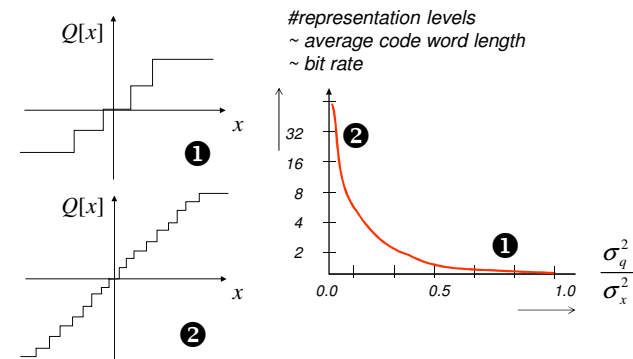 Q[x]
x
❶
Q[x]
x
❷
#representation levels
~ average code word length
~ bit rate
32
16
8
4
2
❷
❶
0.0 0.5 1.0
σ_q^2
σ_x^2